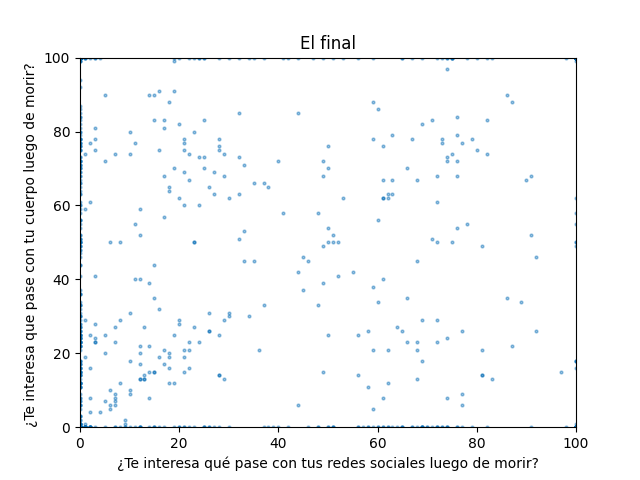 El final
¿Te interesa que pase con tu cuerpo luego de morir?
100
80
60
40
20
0
0 20 40 60 80 100
¿Te interesa qué pase con tus redes sociales luego de morir?